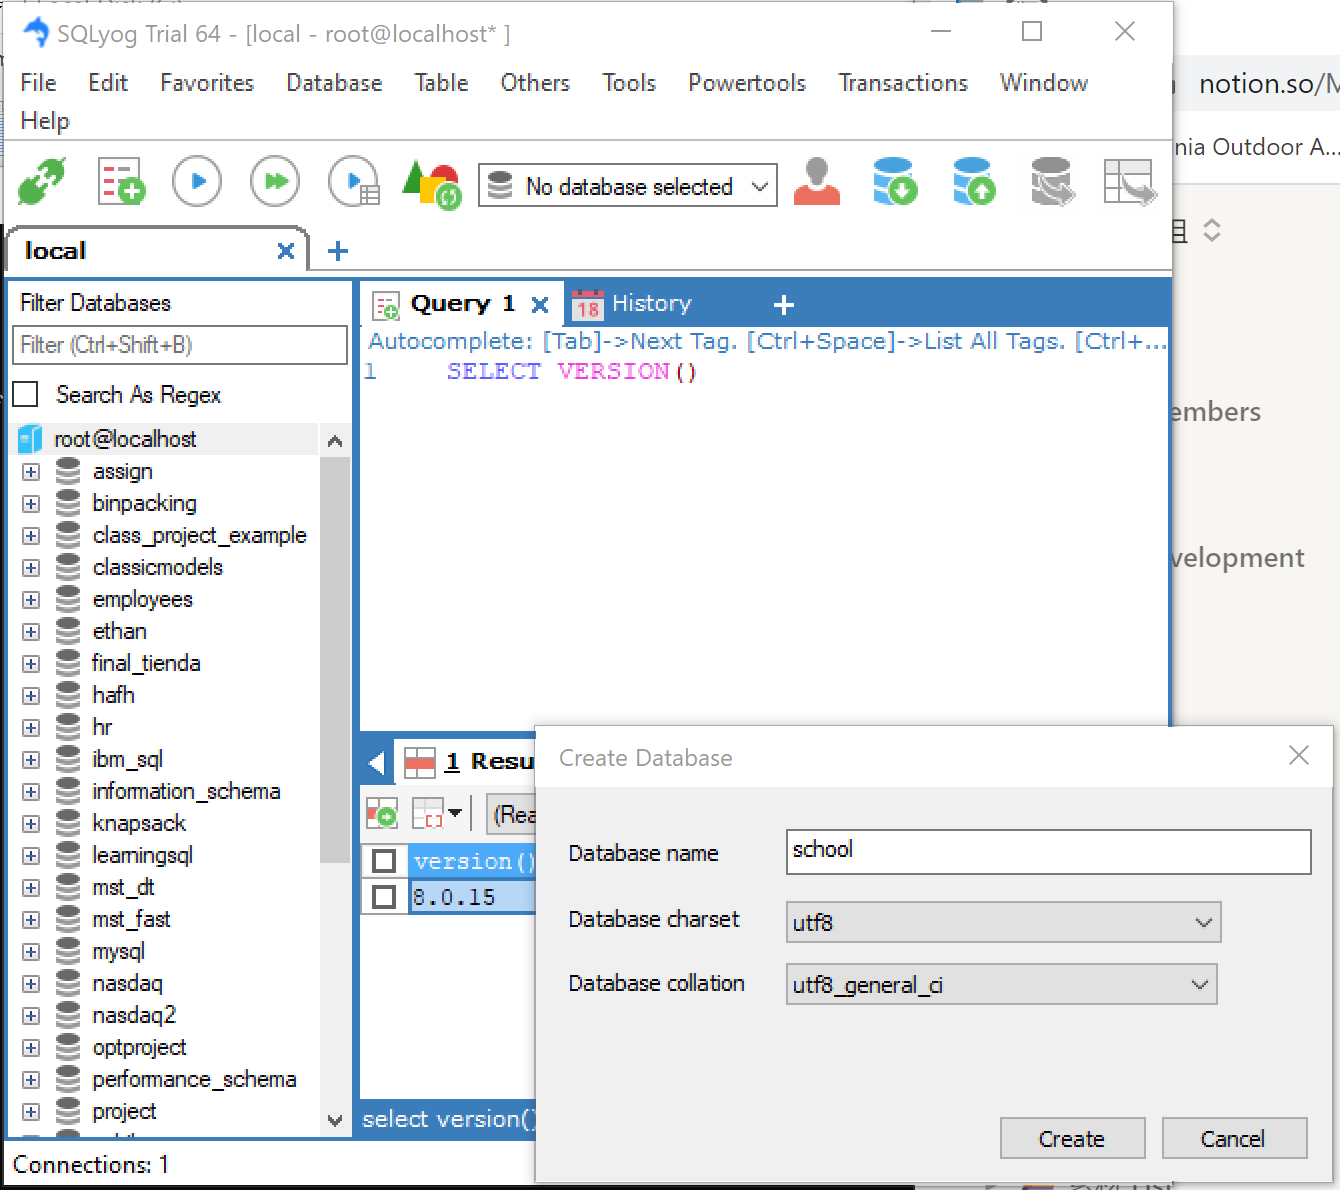 SQLyog Trial 64 - [local - root@localhost* ]
File Edit Favorites Database Table Others Tools Powertools Transactions Window
Help
notion.so/M
nia Outdoor A...
No database selected
local
Filter Databases
Filter (Ctrl+Shift+B)
Search As Regex
root@localhost
assign
binpacking
class_project_example
classicmodels
employees
ethan
final_tienda
hafh
hr
ibm_sql
information_schema
knapsack
learningsql
mst_dt
mst_fast
mysql
nasdaq
nasdaq2
optproject
performance_schema
project
Connections: 1
Query 1
18 History
Autocomplete: [Tab]->Next Tag. [Ctrl+Space]->List All Tags. [Ctrl+...
1 SELECT VERSION()
embers
velopment
1 Resu
(Rea
version()
8.0.15
select version()
Create Database
Database name school
Database charset utf8
Database collation utf8_general_ci
Create Cancel